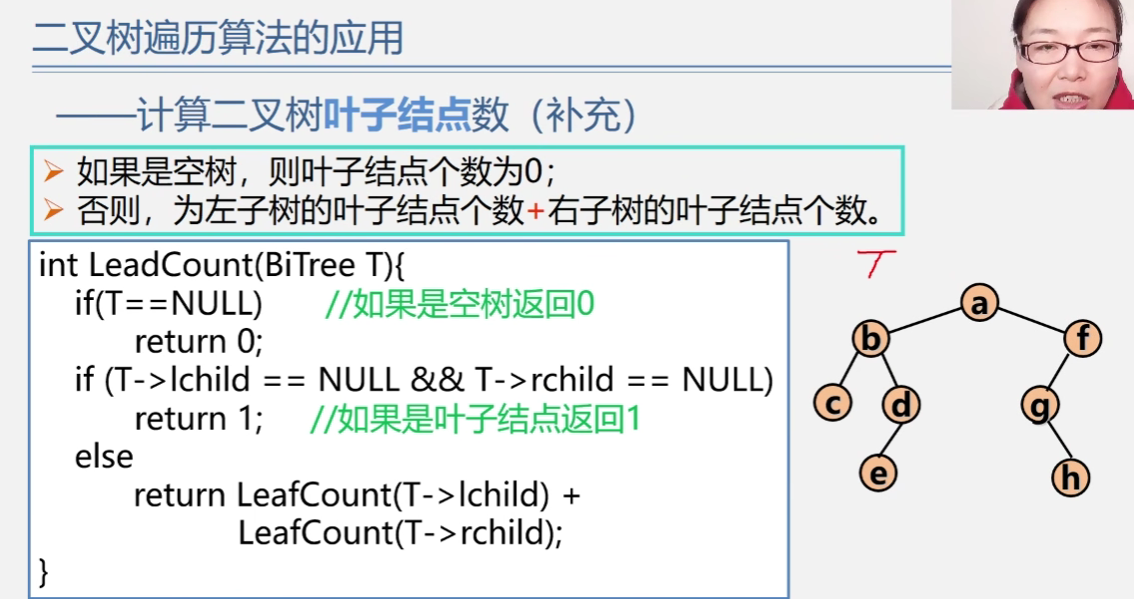 二叉树遍历算法的应用
——计算二叉树叶子结点数（补充）
➢ 如果是空树，则叶子结点个数为0；
➢ 否则，为左子树的叶子结点个数+右子树的叶子结点个数。
int LeadCount(BiTree T){
if(T==NULL) //如果是空树返回0
return 0;
if (T->lchild == NULL && T->rchild == NULL)
return 1; //如果是叶子结点返回1
else
return LeafCount(T->lchild) +
LeafCount(T->rchild);
}
T
a
b f
c d g
e h